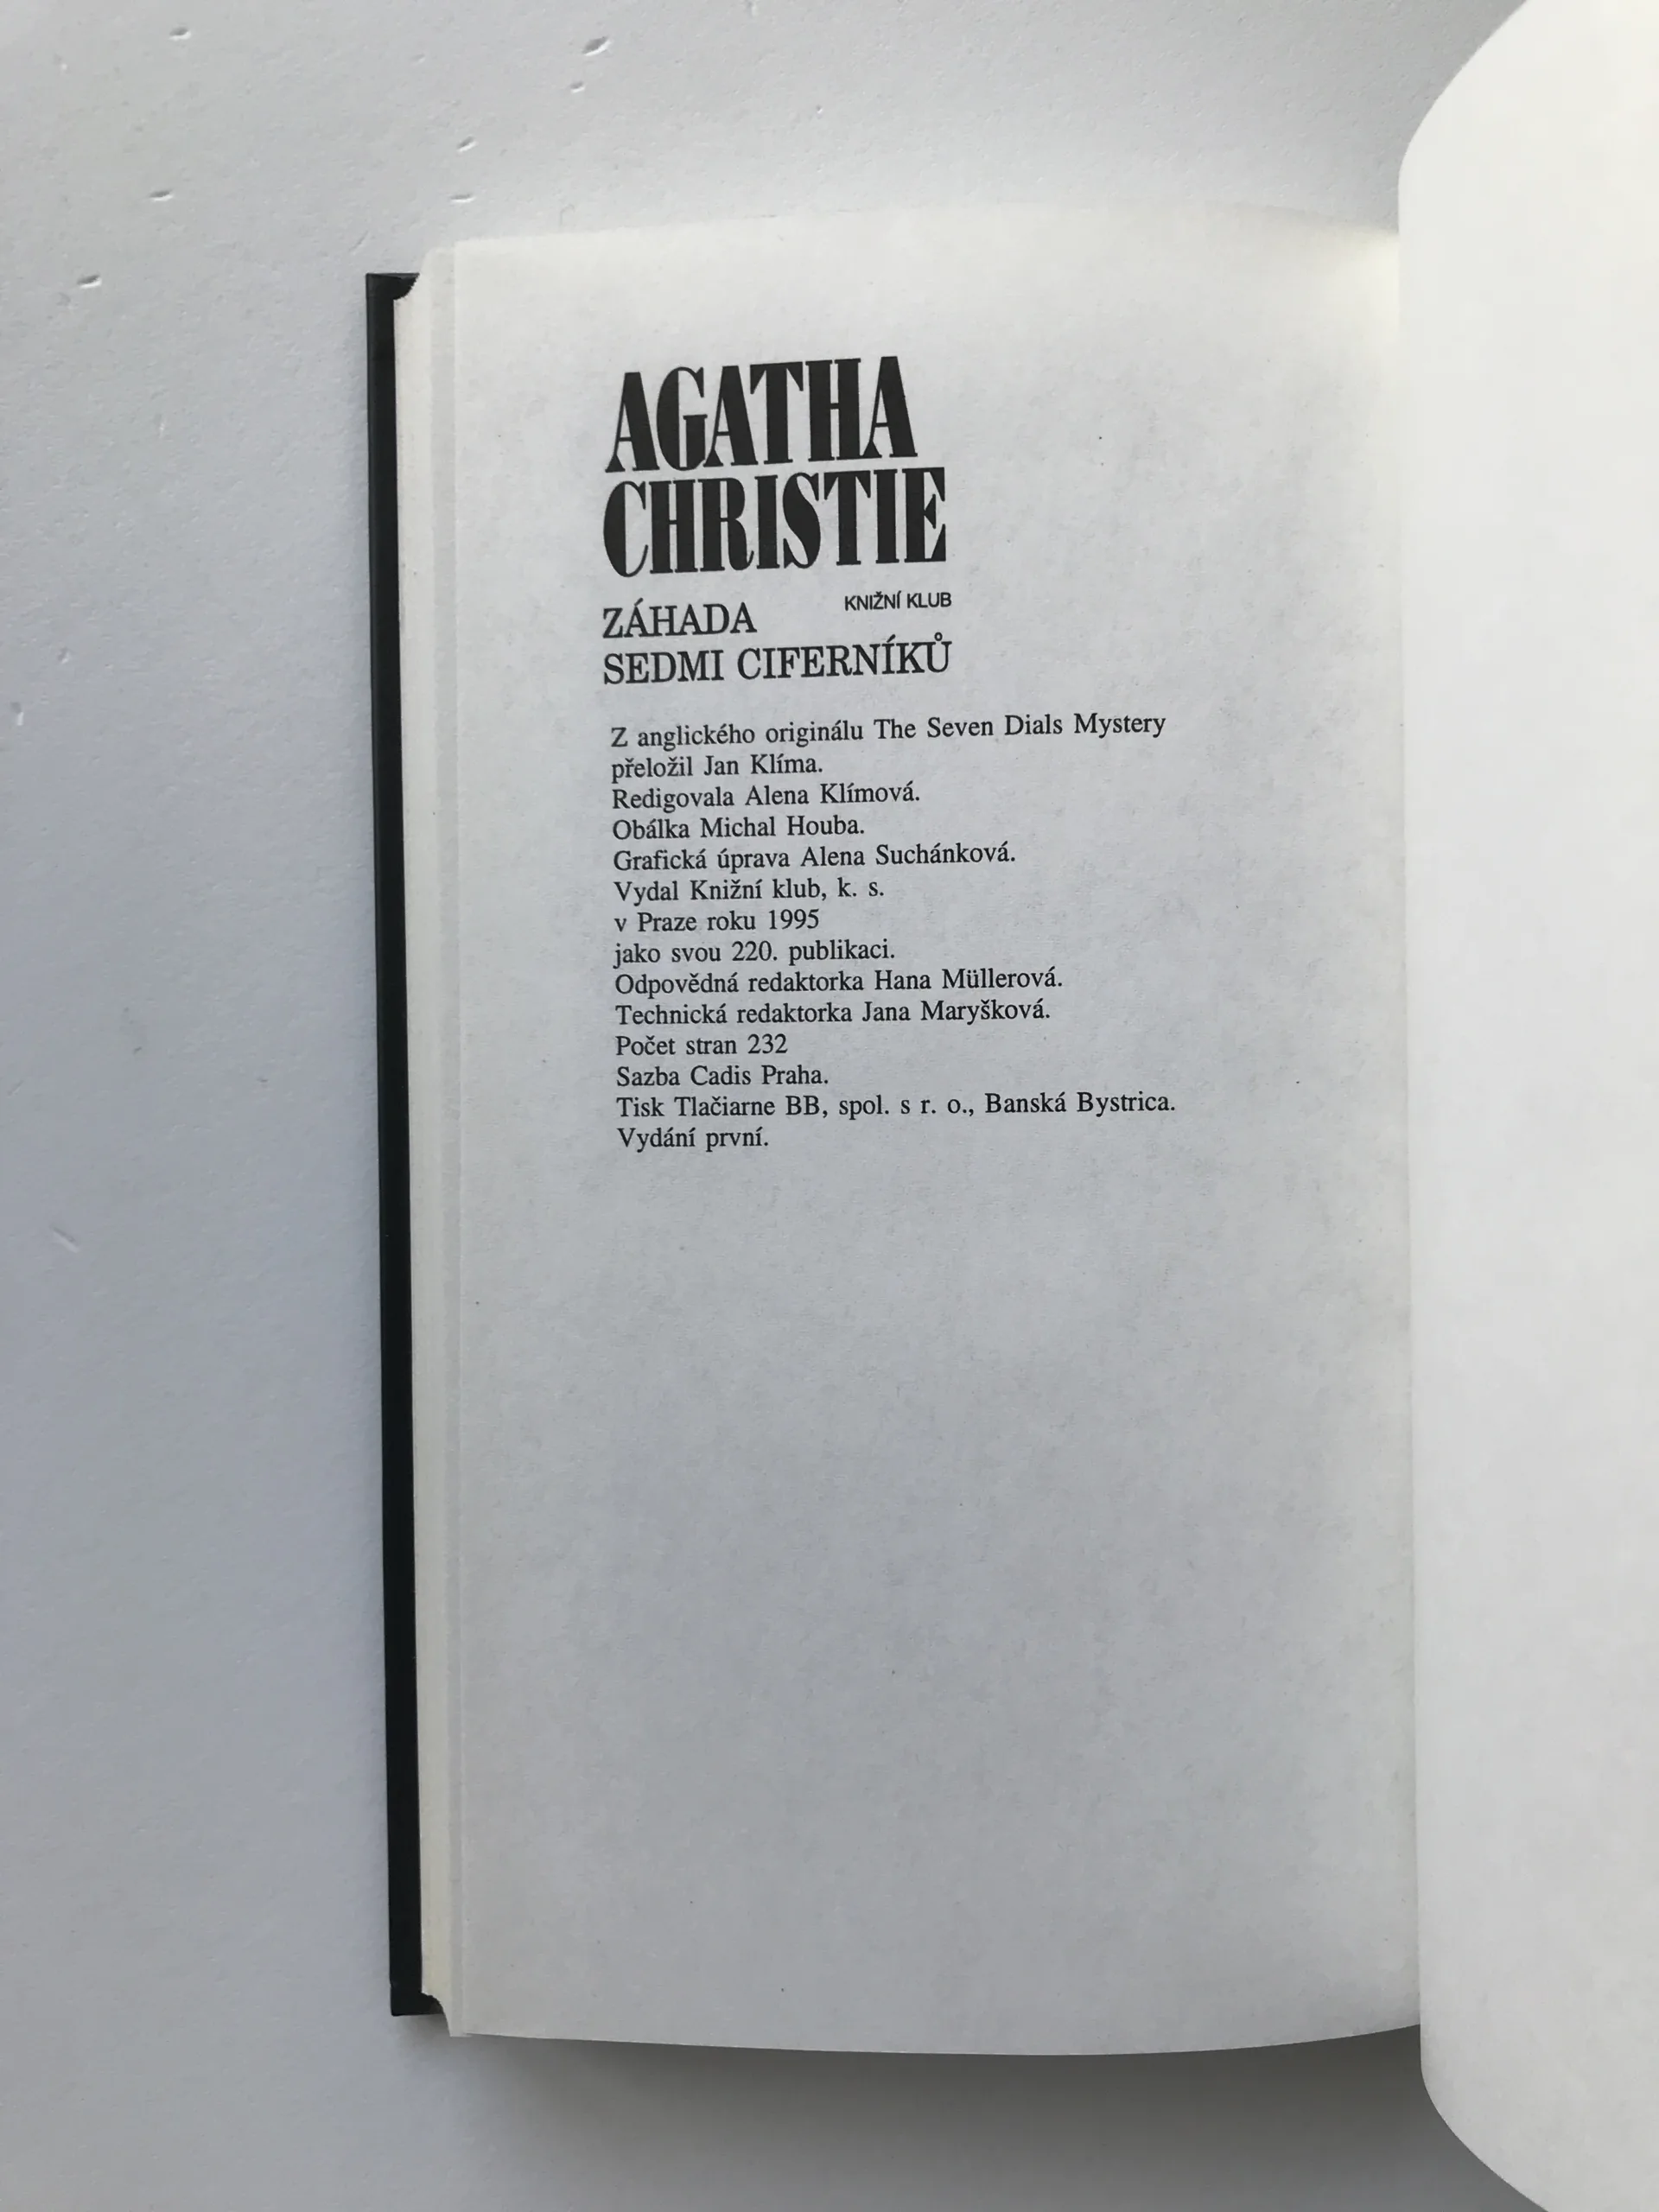 AGATHA
CHRISTIE
KNIŽNÍ KLUB
ZÁHADA
SEDMI CIFERNÍKŮ
Z anglického originálu The Seven Dials Mystery
přeložil Jan Klíma.
Redigovala Alena Klímová.
Obálka Michal Houba.
Grafická úprava Alena Suchánková.
Vydal Knižní klub, k. s.
v Praze roku 1995
jako svou 220. publikaci.
Odpovědná redaktorka Hana Müllerová.
Technická redaktorka Jana Maryšková.
Počet stran 232
Sazba Cadis Praha.
Tisk Tlačiarne BB, spol. s r. o., Banská Bystrica.
Vydání první.